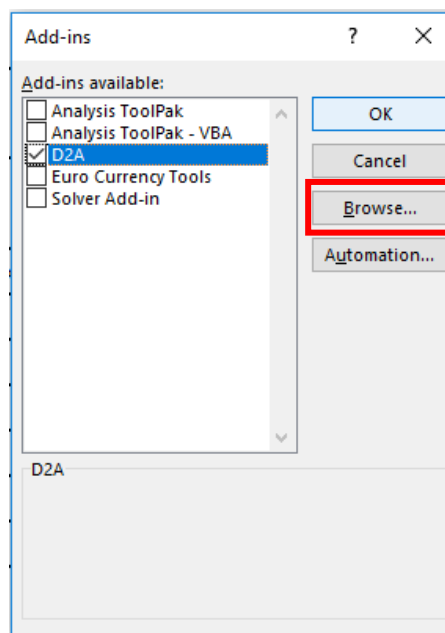 Add-ins ?
Add-ins available:
Analysis ToolPak
Analysis ToolPak - VBA
D2A
Euro Currency Tools
Solver Add-in
OK
Cancel
Browse...
Automation...
D2A